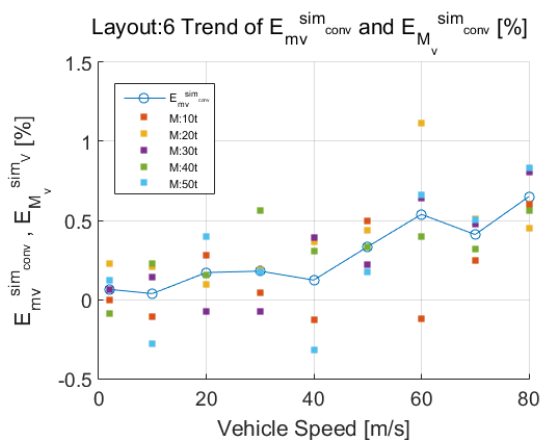 Layout:6 Trend of E_mv^sim_conv and E_M_v^sim_conv [%]
E_mv^sim_conv , E_M_v^sim_V [%]
1.5
1
0.5
0
-0.5
E_mv^sim_conv
M:10t
M:20t
M:30t
M:40t
M:50t
0 20 40 60 80
Vehicle Speed [m/s]